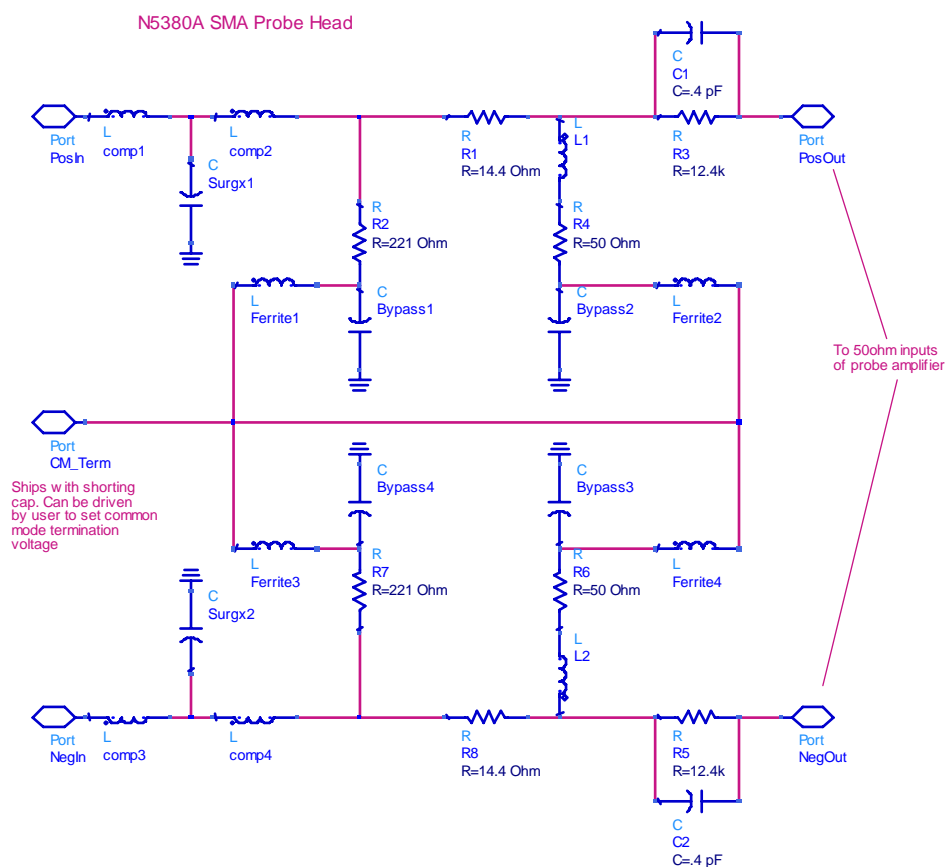 N5380A SMA Probe Head
C
C1
C=.4 pF
Port
PosIn
L
comp1
L
comp2
C
Surgx1
R
R1
R=14.4 Ohm
L
L1
R
R3
R=12.4k
Port
PosOut
R
R2
R=221 Ohm
R
R4
R=50 Ohm
L
Ferrite1
C
Bypass1
C
Bypass2
L
Ferrite2
To 50ohm inputs
of probe amplifier
Port
CM_Term
Ships with shorting
cap. Can be driven
by user to set common
mode termination
voltage
C
Bypass4
C
Bypass3
L
Ferrite3
R
R7
R=221 Ohm
R
R6
R=50 Ohm
L
Ferrite4
C
Surgx2
L
L2
Port
NegIn
L
comp3
L
comp4
R
R8
R=14.4 Ohm
R
R5
R=12.4k
Port
NegOut
C
C2
C=.4 pF